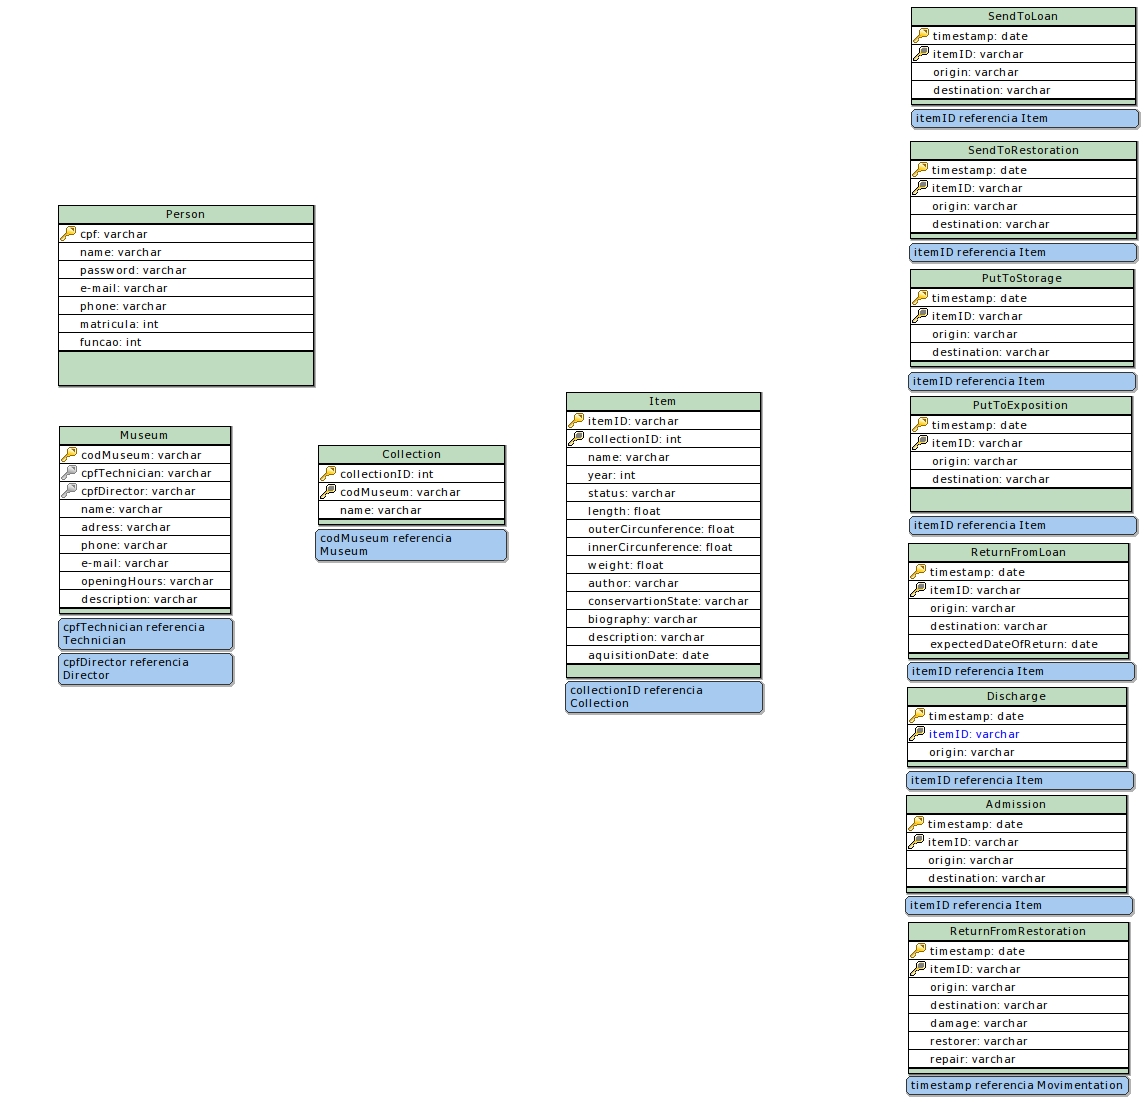 SendToLoan
timestamp: date
itemID: varchar
origin: varchar
destination: varchar
itemID referencia Item
SendToRestoration
timestamp: date
itemID: varchar
origin: varchar
destination: varchar
itemID referencia Item
Person
cpf: varchar
name: varchar
password: varchar
e-mail: varchar
phone: varchar
matricula: int
funcao: int
PutToStorage
timestamp: date
itemID: varchar
origin: varchar
destination: varchar
itemID referencia Item
Museum
codMuseum: varchar
cpfTechnician: varchar
cpfDirector: varchar
name: varchar
adress: varchar
phone: varchar
e-mail: varchar
openingHours: varchar
description: varchar
cpfTechnician referencia
Technician
cpfDirector referencia
Director
Collection
collectionID: int
codMuseum: varchar
name: varchar
codMuseum referencia
Museum
Item
itemID: varchar
collectionID: int
name: varchar
year: int
status: varchar
length: float
outerCircunference: float
innerCircunference: float
weight: float
author: varchar
conservartionState: varchar
biography: varchar
description: varchar
aquisitionDate: date
collectionID referencia
Collection
PutToExposition
timestamp: date
itemID: varchar
origin: varchar
destination: varchar
itemID referencia Item
ReturnFromLoan
timestamp: date
itemID: varchar
origin: varchar
destination: varchar
expectedDateOfReturn: date
itemID referencia Item
Discharge
timestamp: date
itemID: varchar
origin: varchar
itemID referencia Item
Admission
timestamp: date
itemID: varchar
origin: varchar
destination: varchar
itemID referencia Item
ReturnFromRestoration
timestamp: date
itemID: varchar
origin: varchar
destination: varchar
damage: varchar
restorer: varchar
repair: varchar
timestamp referencia Movimentation